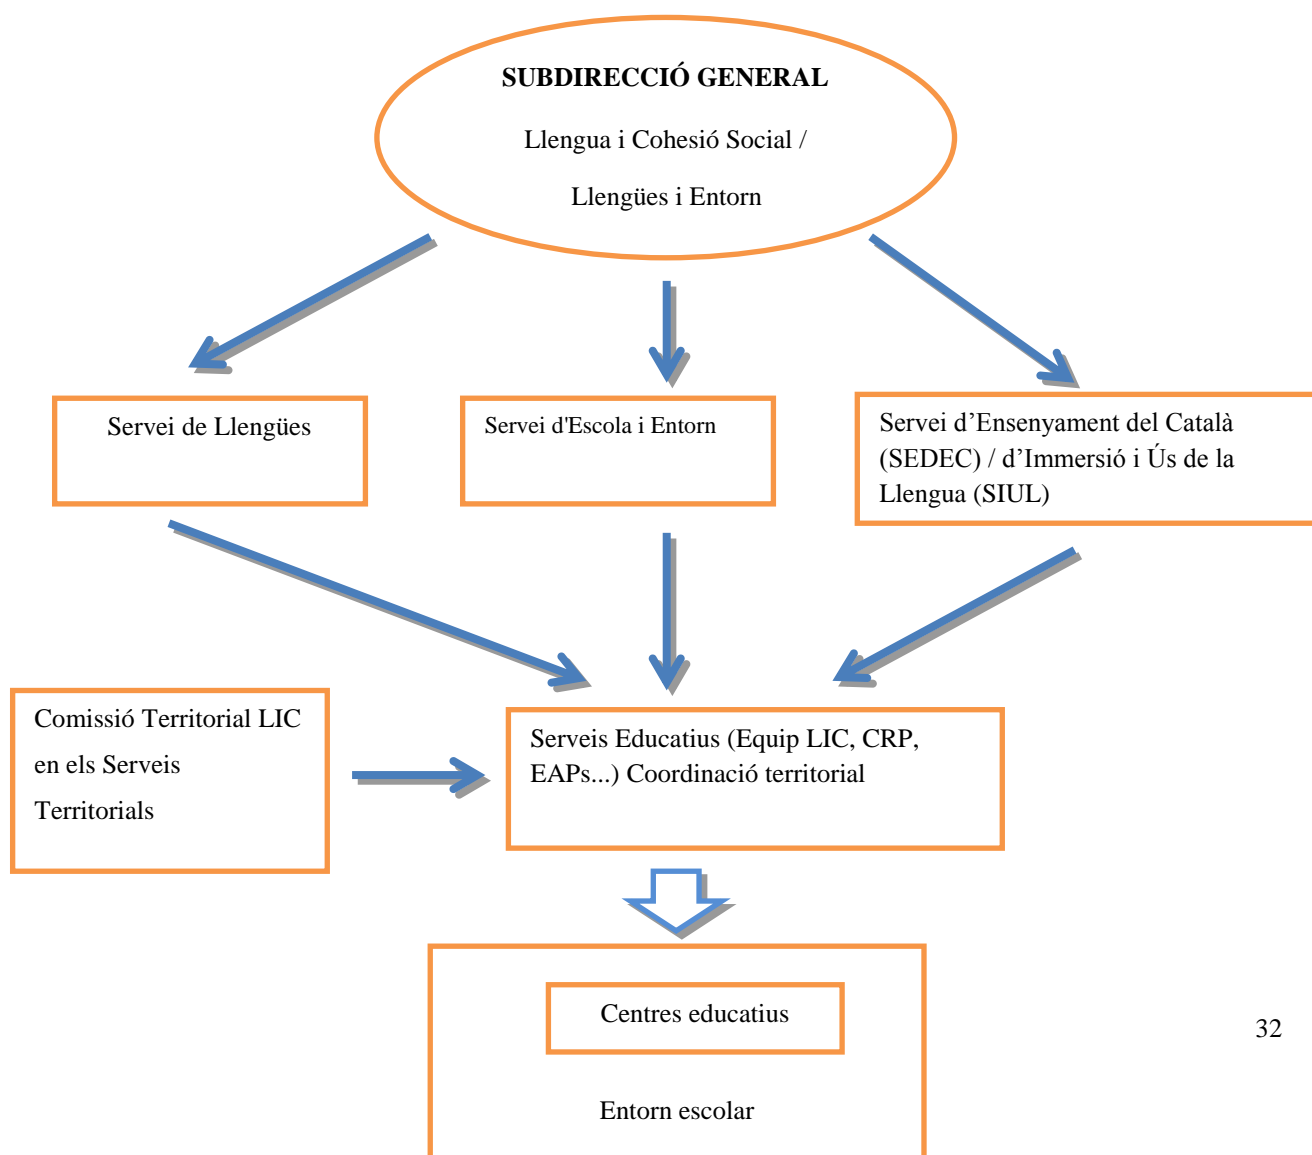 SUBDIRECCIÓ GENERAL
Llengua i Cohesió Social /
Llengües i Entorn
Servei de Llengües
Servei d'Escola i Entorn
Servei d’Ensenyament del Català
(SEDEC) / d’Immersió i Ús de la
Llengua (SIUL)
Comissió Territorial LIC
en els Serveis
Territorials
Serveis Educatius (Equip LIC, CRP,
EAPs...) Coordinació territorial
Centres educatius
Entorn escolar
32